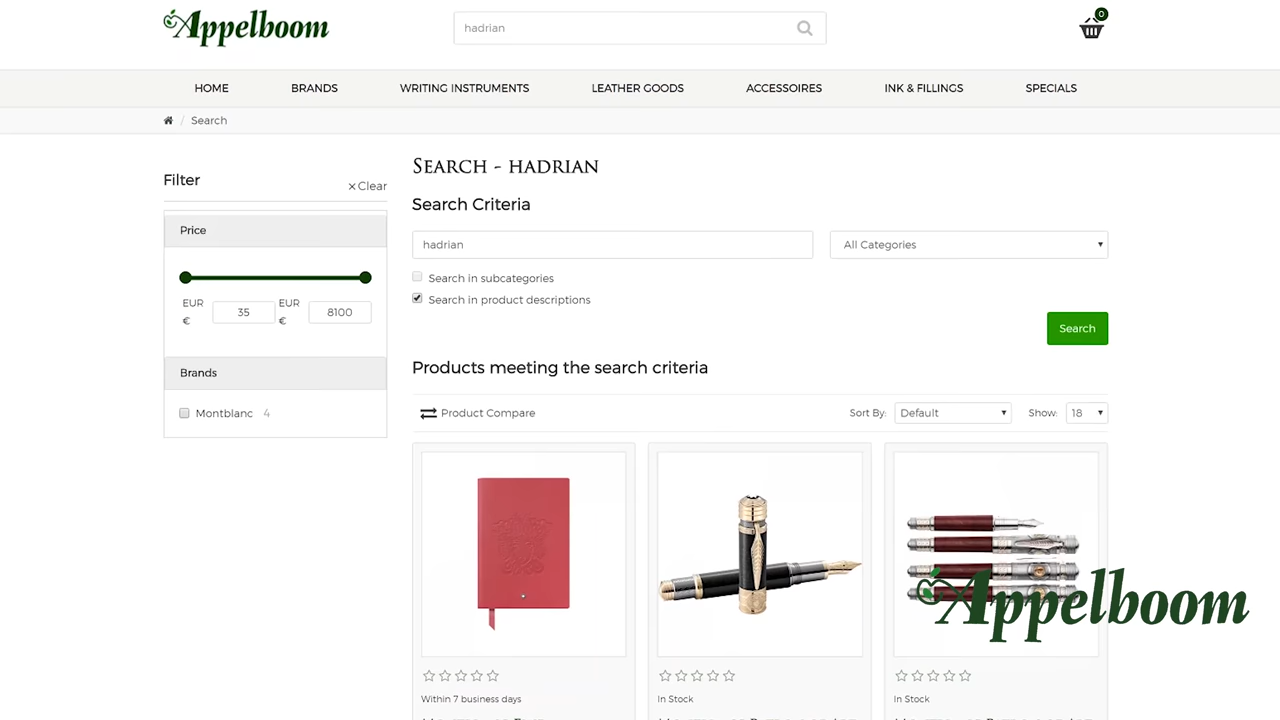 Appelboom
hadrian
0
HOME
BRANDS
WRITING INSTRUMENTS
LEATHER GOODS
ACCESSOIRES
INK & FILLINGS
SPECIALS
/ Search
Filter
× Clear
Price
EUR € 35
EUR € 8100
Brands
Montblanc 4
SEARCH - HADRIAN
Search Criteria
hadrian
All Categories
Search in subcategories
Search in product descriptions
Search
Products meeting the search criteria
Product Compare
Sort By: Default
Show: 18
Within 7 business days
In Stock
In Stock
Appelboom